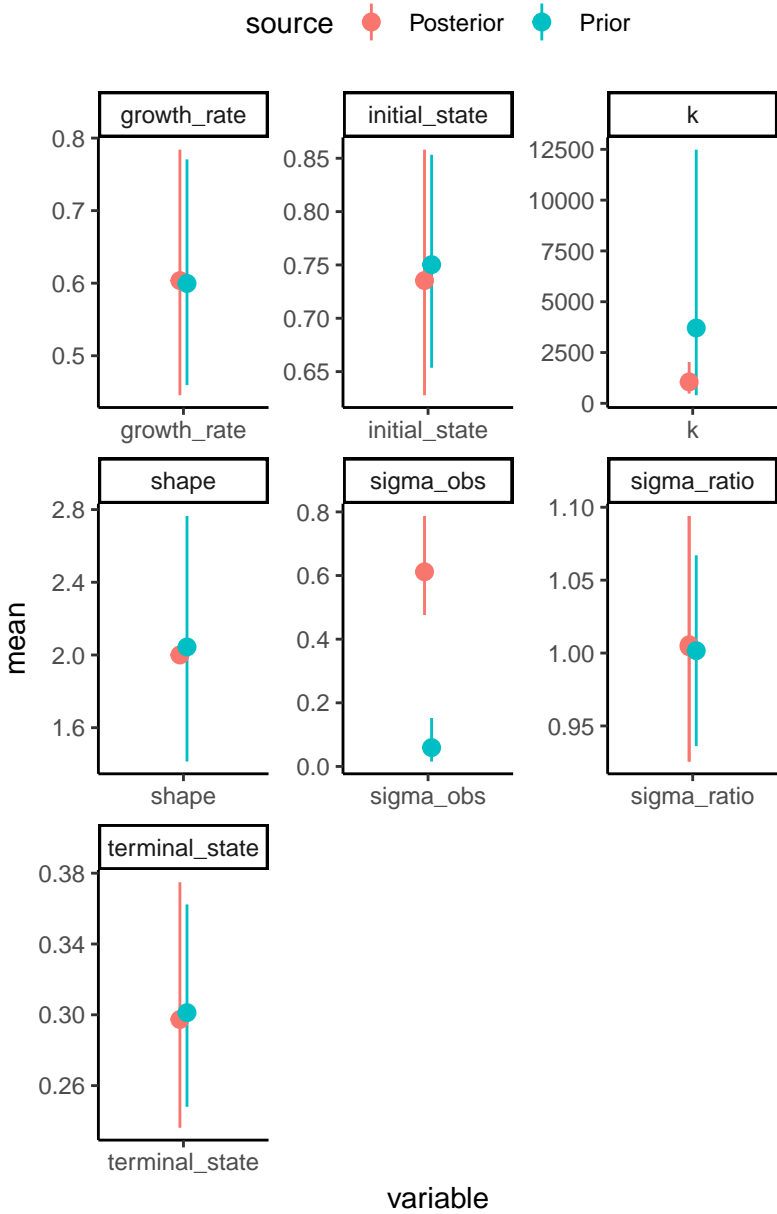 source Posterior Prior
growth_rate initial_state k
0.8
0.7
0.6
0.5
growth_rate
0.85
0.80
0.75
0.70
0.65
initial_state
12500
10000
7500
5000
2500
0
k
shape sigma_obs sigma_ratio
2.8
2.4
2.0
1.6
shape
0.8
0.6
0.4
0.2
0.0
sigma_obs
1.10
1.05
1.00
0.95
sigma_ratio
mean
terminal_state
0.38
0.34
0.30
0.26
terminal_state
variable